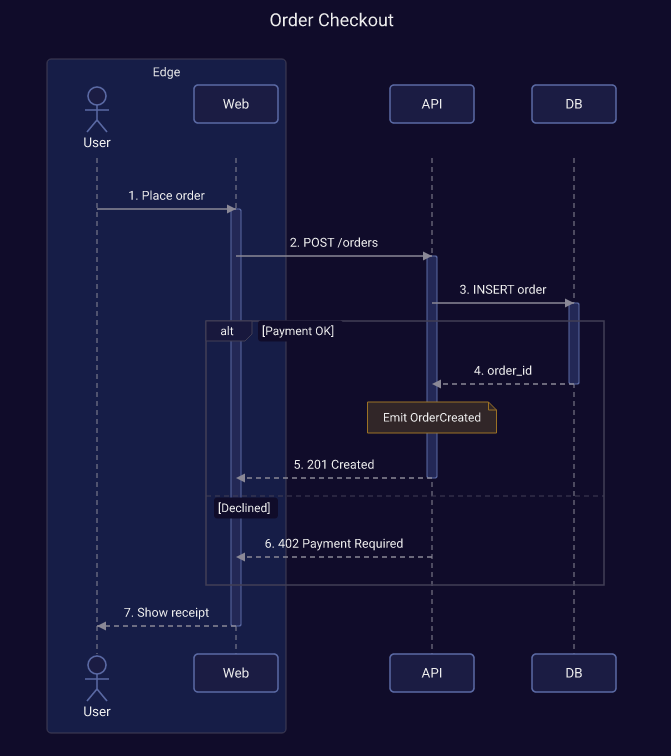 Order Checkout
Edge
User
Web
API
DB
1. Place order
2. POST /orders
3. INSERT order
alt
[Payment OK]
4. order_id
Emit OrderCreated
5. 201 Created
[Declined]
6. 402 Payment Required
7. Show receipt
User
Web
API
DB